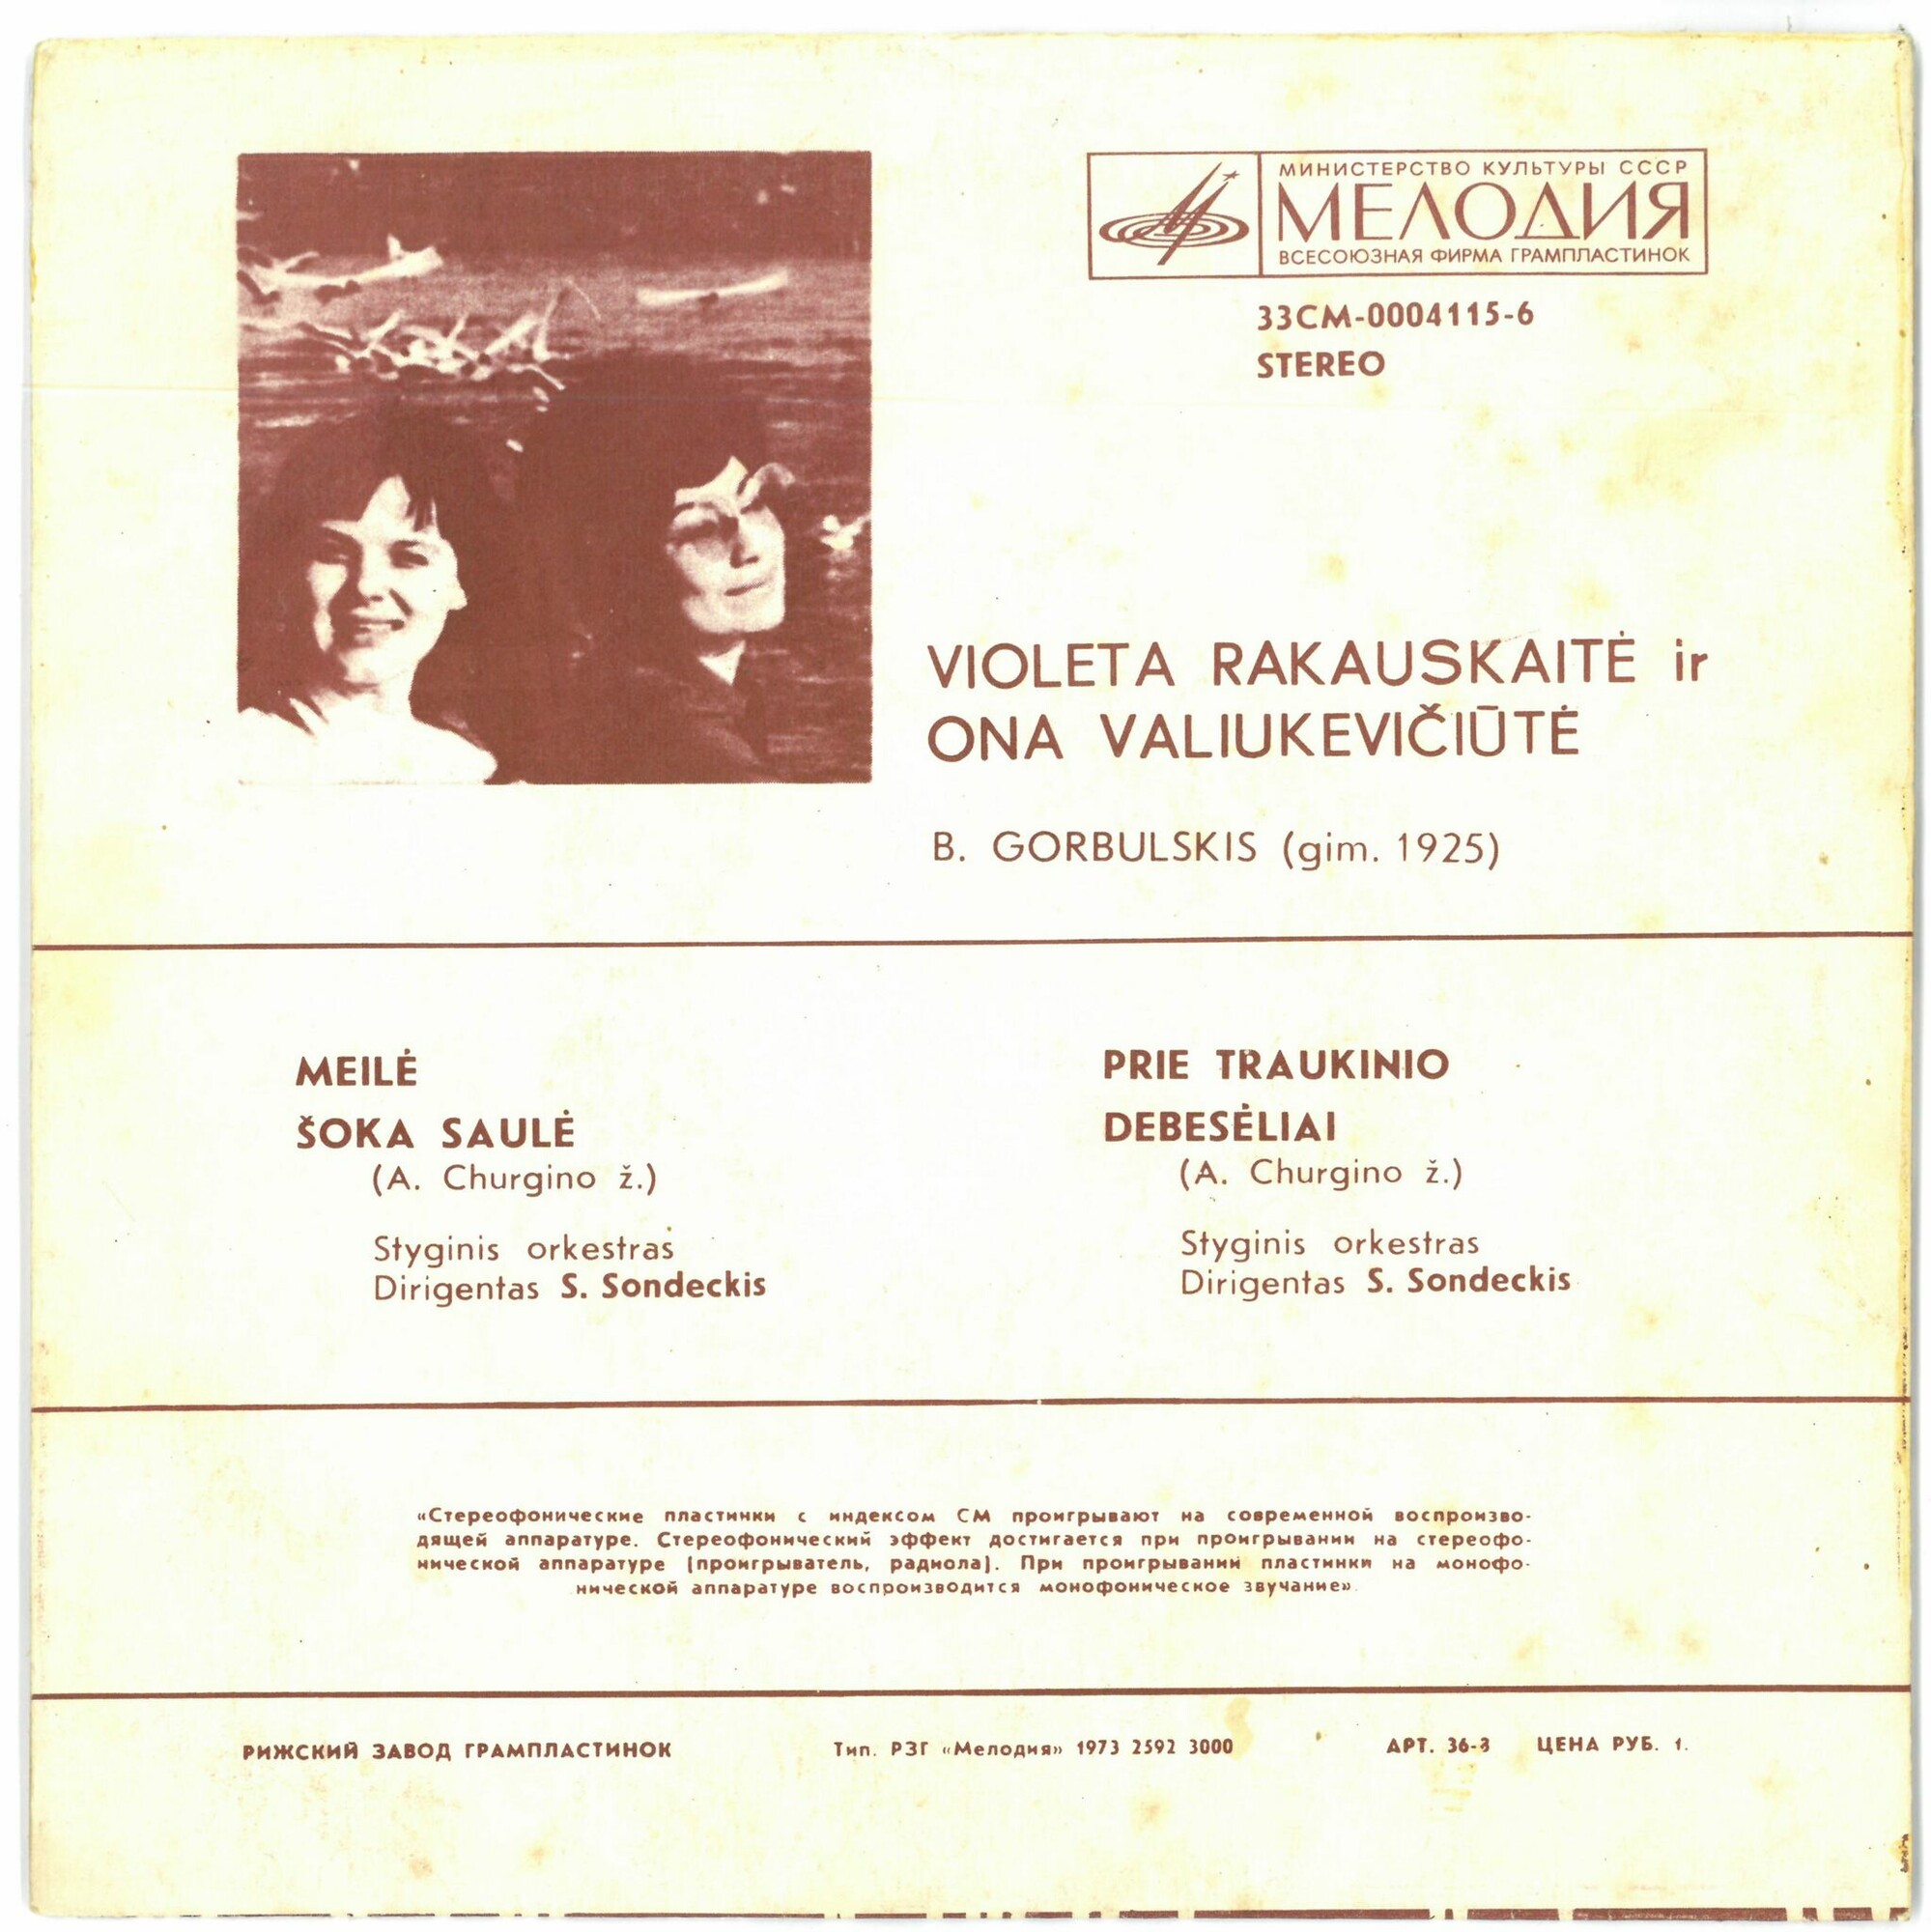 МИНИСТЕРСТВО КУЛЬТУРЫ СССР
МЕЛОДИЯ
ВСЕСОЮЗНАЯ ФИРМА ГРАМПЛАСТИНОК
33СМ-0004115-6
STEREO
VIOLETA RAKAUSKAITĖ ir
ONA VALIUKEVIČIŪTĖ
B. GORBULSKIS (gim. 1925)
MEILĖ
ŠOKA SAULĖ
(A. Churgino ž.)
Styginis orkestras
Dirigentas S. Sondeckis
PRIE TRAUKINIO
DEBESĖLIAI
(A. Churgino ž.)
Styginis orkestras
Dirigentas S. Sondeckis
«Стереофонические пластинки с индексом СМ проигрывают на современной воспроизво-
дящей аппаратуре. Стереофонический эффект достигается при проигрывании на стереофо-
нической аппаратуре (проигрыватель, радиола). При проигрывании пластинки на монофо-
нической аппаратуре воспроизводится монофоническое звучание».
РИЖСКИЙ ЗАВОД ГРАМПЛАСТИНОК Тип. РЗГ «Мелодия» 1973 2592 3000 АРТ. 36-3 ЦЕНА РУБ. 1.